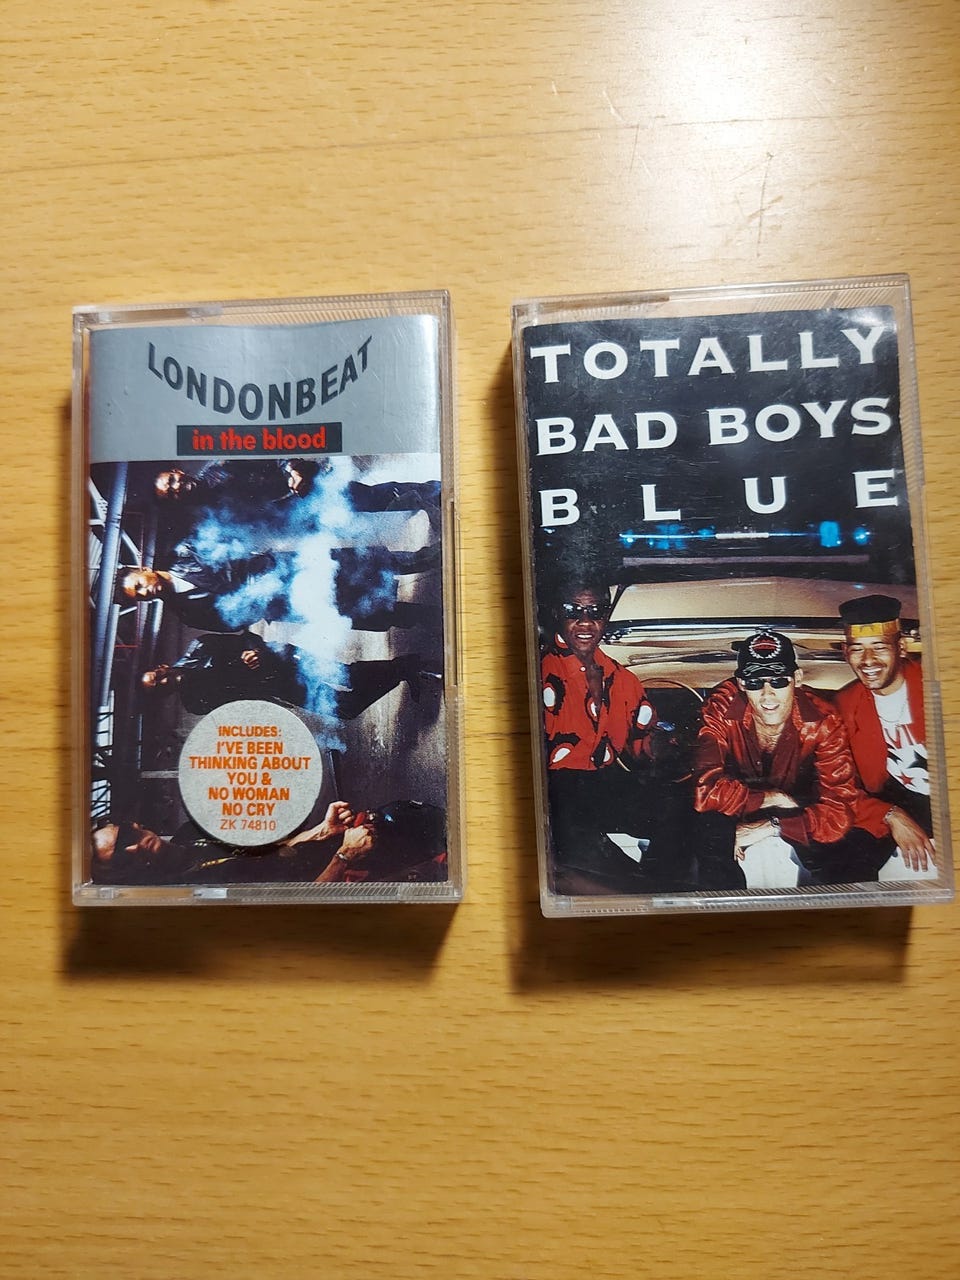 LONDONBEAT
in the blood
INCLUDES:
I'VE BEEN
THINKING ABOUT
YOU &
NO WOMAN
NO CRY
ZK 74810
TOTALLY
BAD BOYS
BLUE